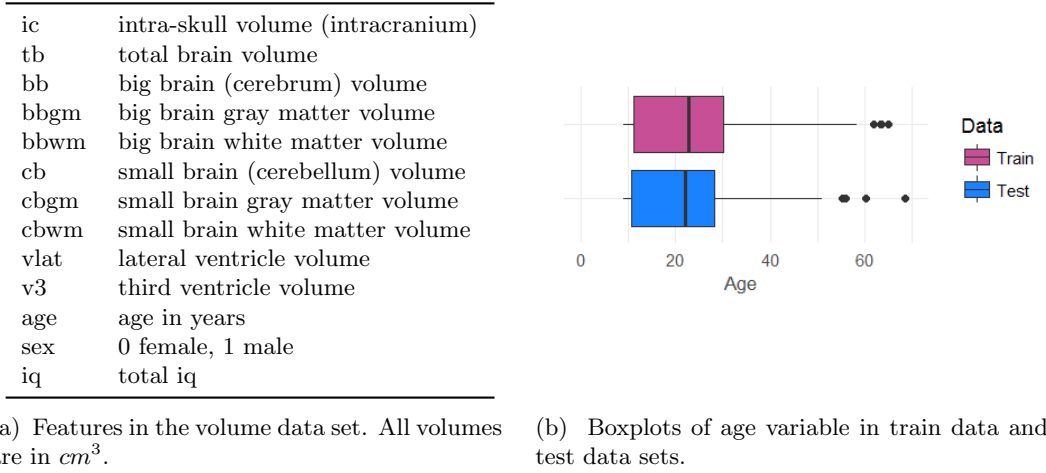 ic intra-skull volume (intracranium)
tb total brain volume
bb big brain (cerebrum) volume
bbgm big brain gray matter volume
bbwm big brain white matter volume
cb small brain (cerebellum) volume
cbgm small brain gray matter volume
cbwm small brain white matter volume
vlat lateral ventricle volume
v3 third ventricle volume
age age in years
sex 0 female, 1 male
iq total iq
a) Features in the volume data set. All volumes
re in cm³.
Data
Train
Test
0 20 40 60
Age
(b) Boxplots of age variable in train data and
test data sets.